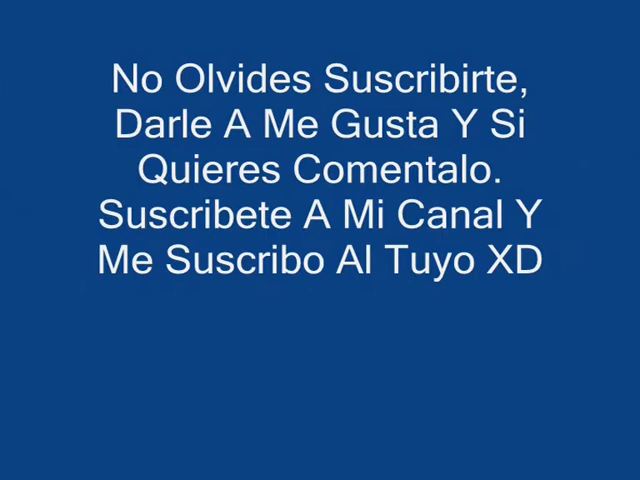 No Olvides Suscribirte,
Darle A Me Gusta Y Si
Quieres Comentalo.
Suscribete A Mi Canal Y
Me Suscribo Al Tuyo XD